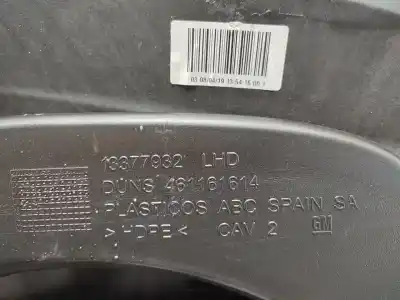 13377932 LHD
DUNS 461161614
PLASTICOS ABC SPAIN SA
>HDPE< CAV 2 GM